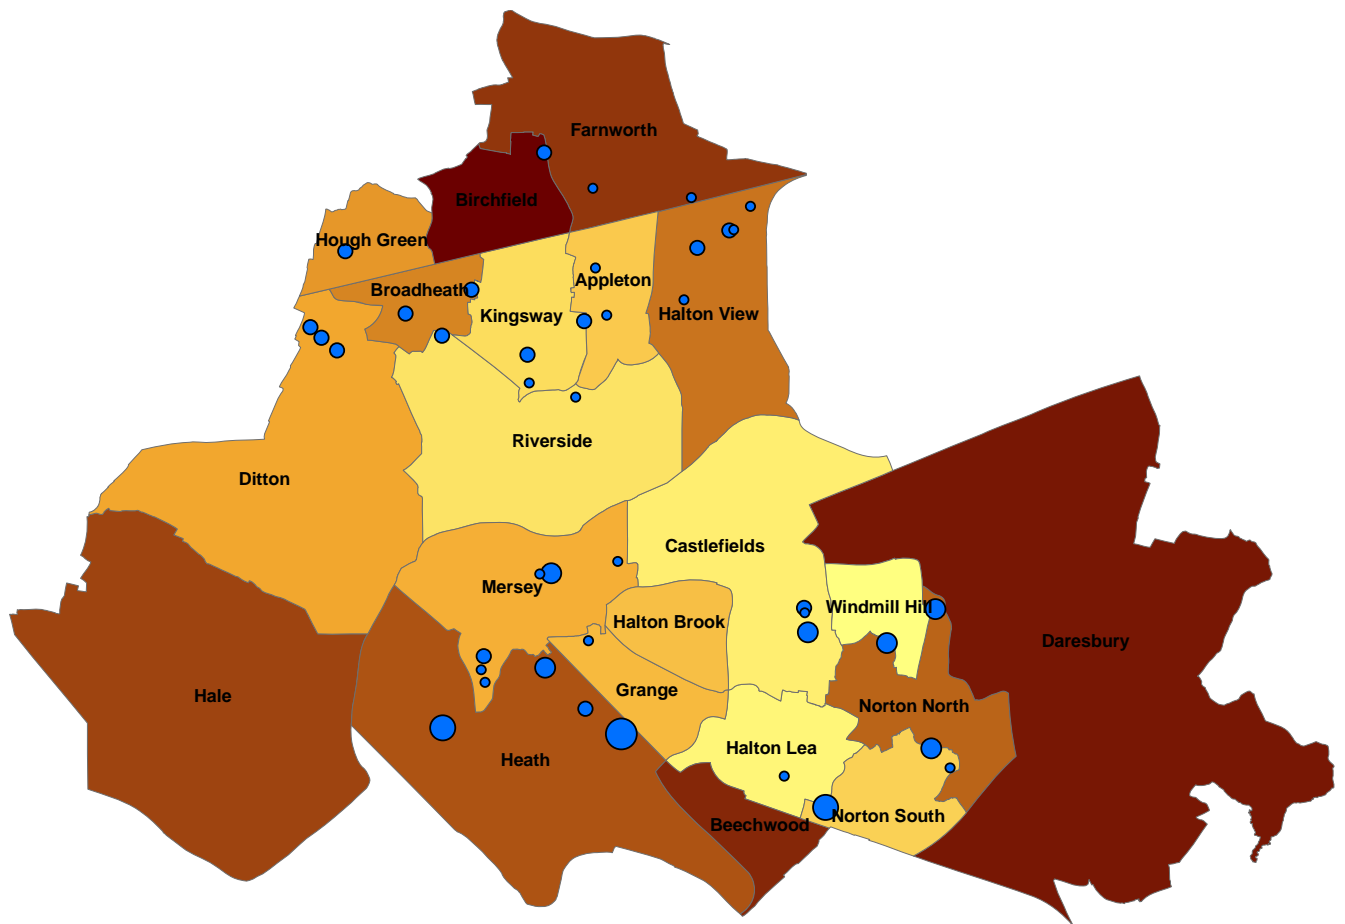 Farnworth
Birchfield
Hough Green
Broadheath
Appleton
Kingsway
Halton View
Riverside
Ditton
Castlefields
Mersey
Windmill Hill
Halton Brook
Daresbury
Hale
Grange
Norton North
Halton Lea
Heath
Norton South
Beechwood